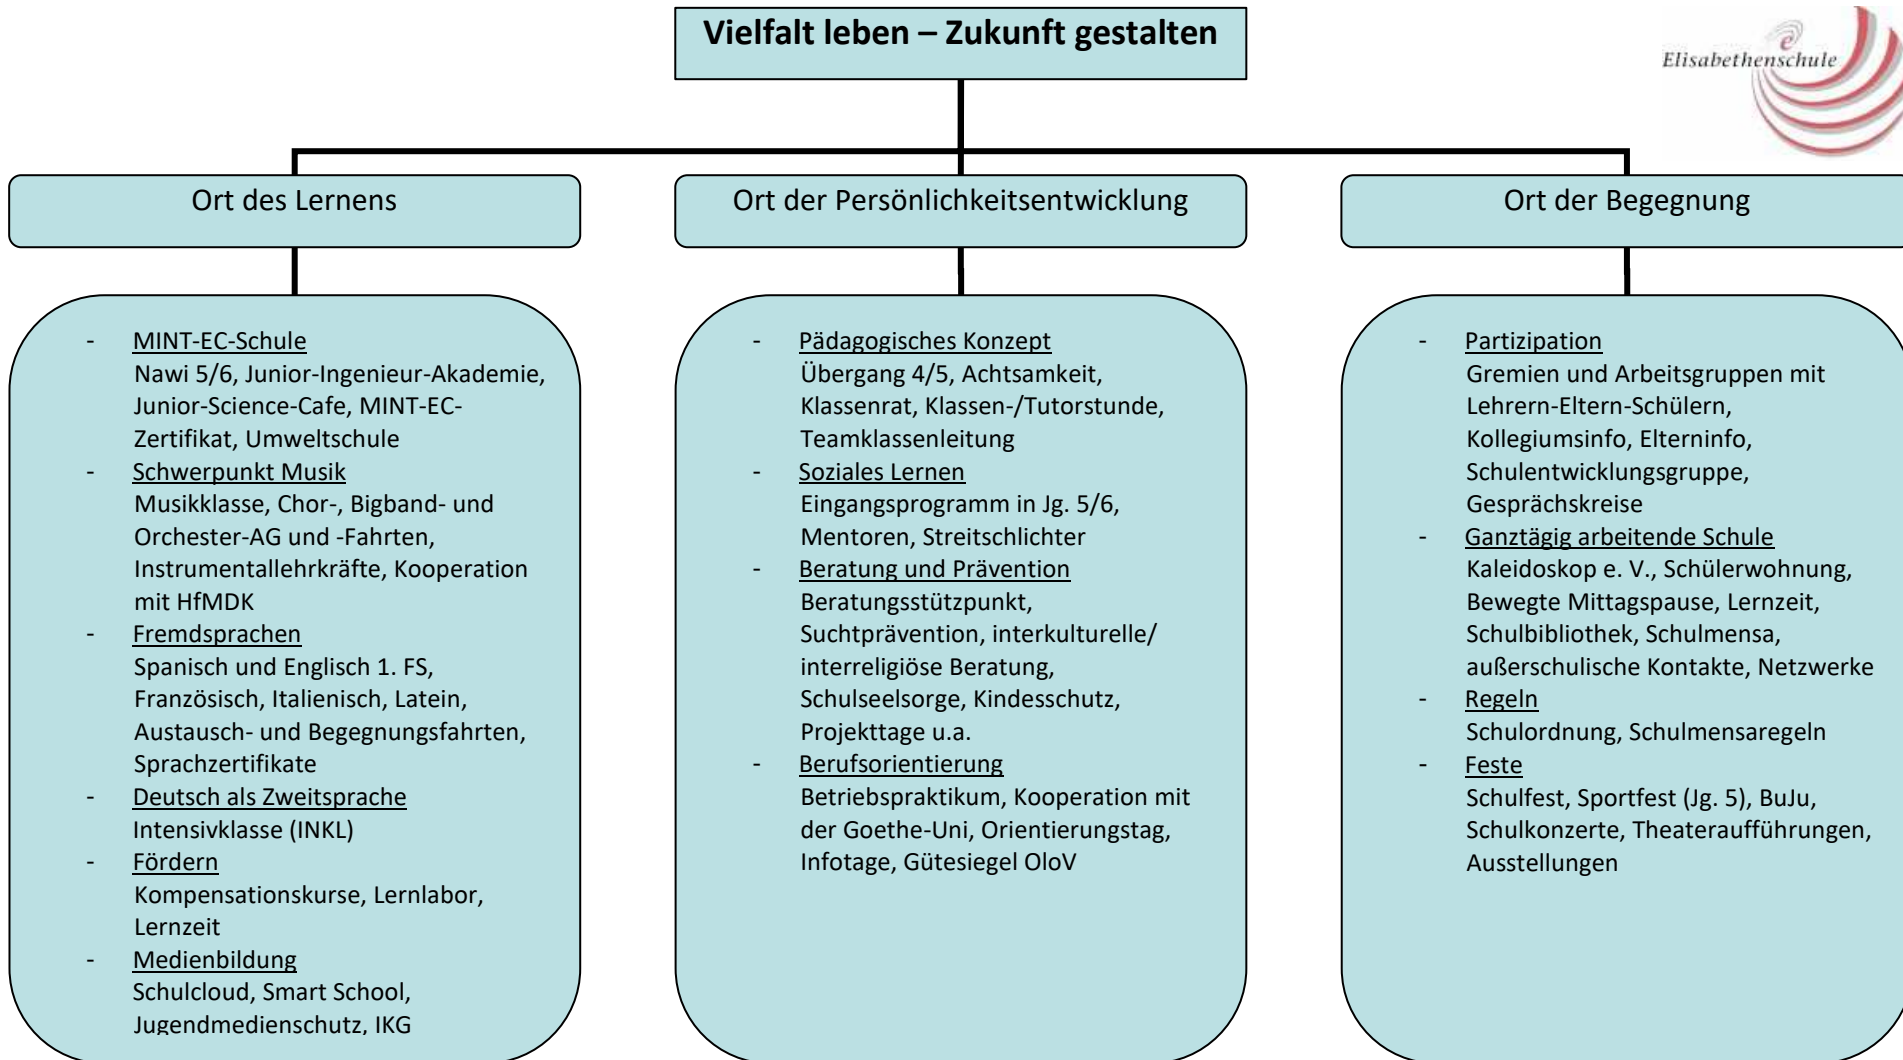 Vielfalt leben – Zukunft gestalten
Elisabethenschule
Ort des Lernens
- MINT-EC-Schule
Nawi 5/6, Junior-Ingenieur-Akademie,
Junior-Science-Cafe, MINT-EC-
Zertifikat, Umweltschule
- Schwerpunkt Musik
Musikklasse, Chor-, Bigband- und
Orchester-AG und -Fahrten,
Instrumentallehrkräfte, Kooperation
mit HfMDK
- Fremdsprachen
Spanisch und Englisch 1. FS,
Französisch, Italienisch, Latein,
Austausch- und Begegnungsfahrten,
Sprachzertifikate
- Deutsch als Zweitsprache
Intensivklasse (INKL)
- Fördern
Kompensationskurse, Lernlabor,
Lernzeit
- Medienbildung
Schulcloud, Smart School,
Jugendmedienschutz, IKG
Ort der Persönlichkeitsentwicklung
- Pädagogisches Konzept
Übergang 4/5, Achtsamkeit,
Klassenrat, Klassen-/Tutorstunde,
Teamklassenleitung
- Soziales Lernen
Eingangsprogramm in Jg. 5/6,
Mentoren, Streitschlichter
- Beratung und Prävention
Beratungsstützpunkt,
Suchtprävention, interkulturelle/
interreligiöse Beratung,
Schulseelsorge, Kindesschutz,
Projekttage u.a.
- Berufsorientierung
Betriebspraktikum, Kooperation mit
der Goethe-Uni, Orientierungstag,
Infotage, Gütesiegel OloV
Ort der Begegnung
- Partizipation
Gremien und Arbeitsgruppen mit
Lehrern-Eltern-Schülern,
Kollegiumsinfo, Elterninfo,
Schulentwicklungsgruppe,
Gesprächskreise
- Ganztägig arbeitende Schule
Kaleidoskop e. V., Schülerwohnung,
Bewegte Mittagspause, Lernzeit,
Schulbibliothek, Schulmensa,
außerschulische Kontakte, Netzwerke
- Regeln
Schulordnung, Schulmensaregeln
- Feste
Schulfest, Sportfest (Jg. 5), BuJu,
Schulkonzerte, Theateraufführungen,
Ausstellungen